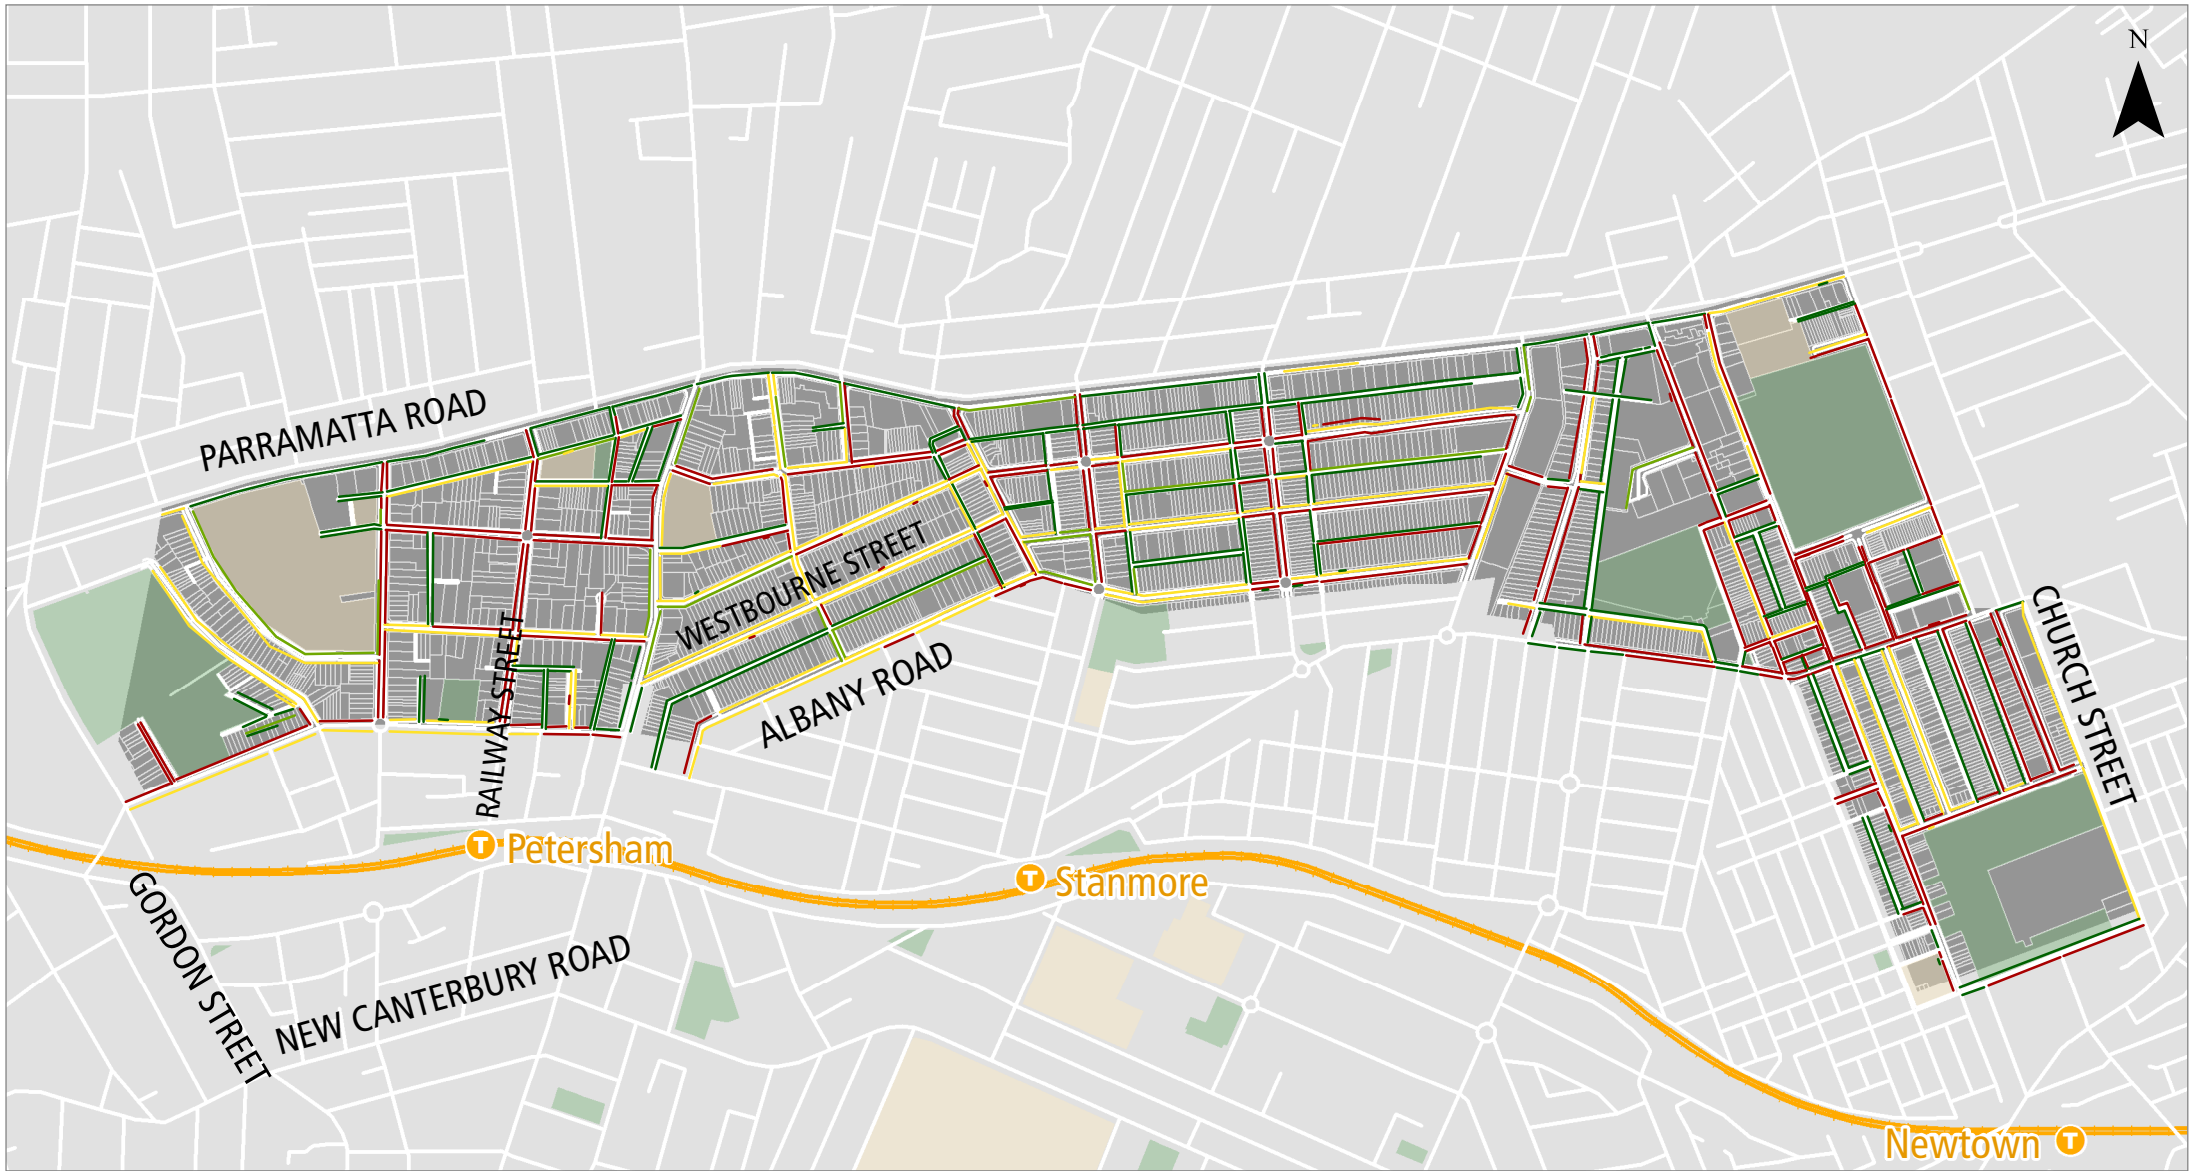 N
PARRAMATTA ROAD
WESTBOURNE STREET
CHURCH STREET
RAILWAY STREET
ALBANY ROAD
T Petersham
T Stanmore
GORDON STREET
NEW CANTERBURY ROAD
Newtown T